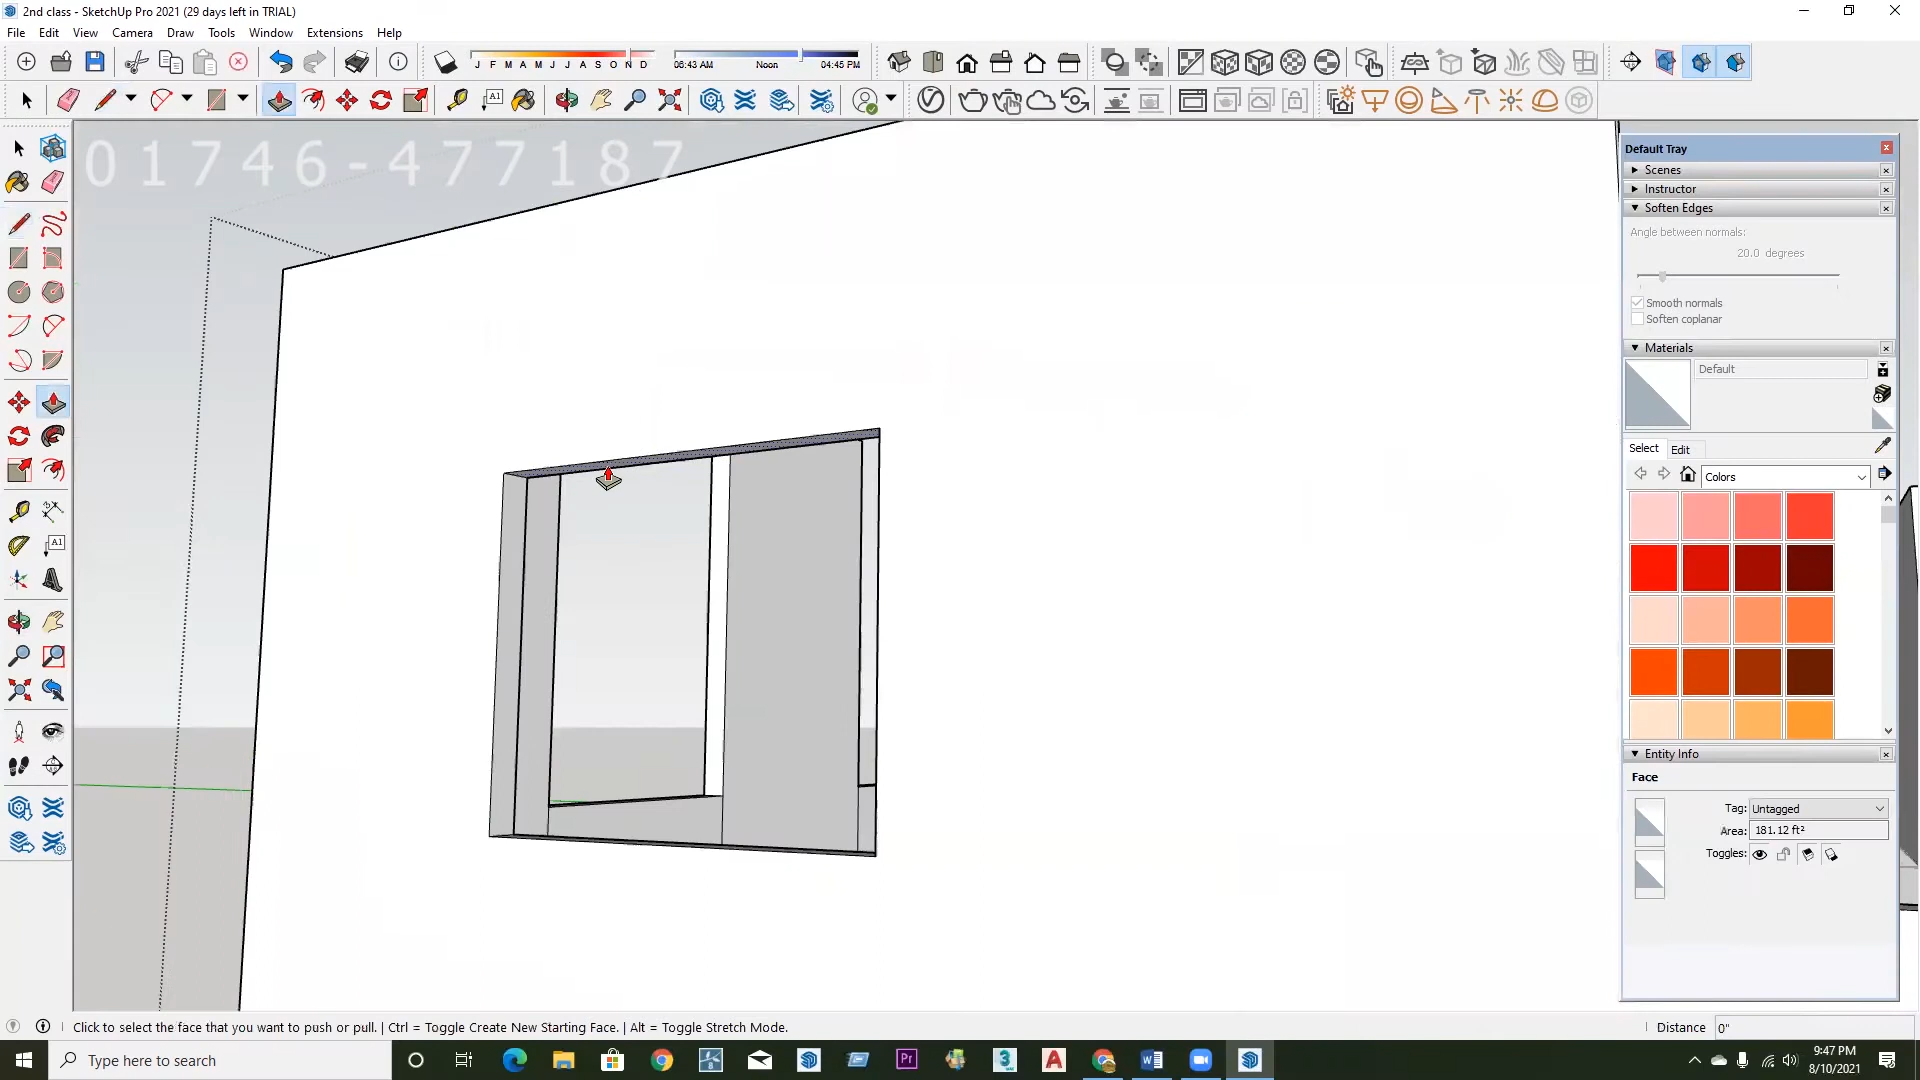 2nd class - SketchUp Pro 2021 (29 days left in TRIAL)
File Edit View Camera Draw Tools Window Extensions Help
J F M A M J J A S O N D
06:43 AM Noon 04:45 PM
A1
01746-477187
Default Tray
Scenes
Instructor
Soften Edges
Angle between normals:
20.0 degrees
Smooth normals
Soften coplanar
Materials
Default
Select Edit
Colors
A1
Entity Info
Face
Tag: Untagged
Area: 181.12 ft²
Toggles:
Click to select the face that you want to push or pull. | Ctrl = Toggle Create New Starting Face. | Alt = Toggle Stretch Mode.
Distance 0"
Type here to search
Pr
3
A
W
9:47 PM
8/10/2021